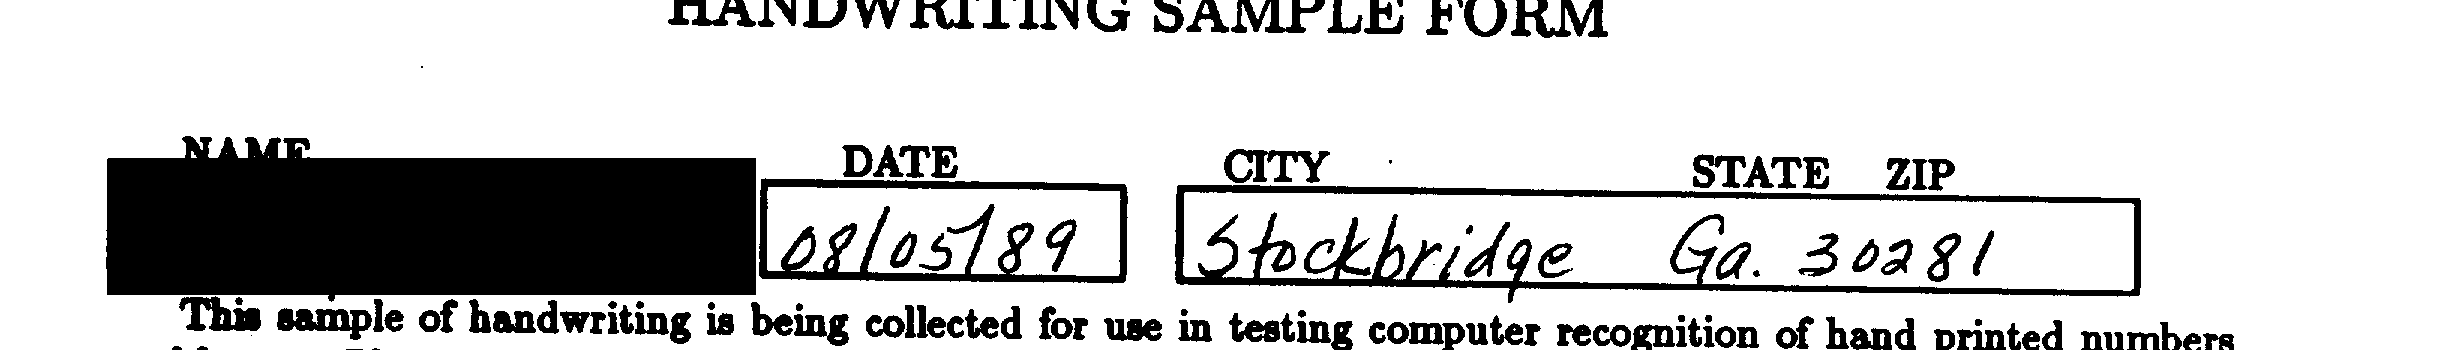 HANDWRITING SAMPLE FORM
NAME DATE CITY STATE ZIP
08/05/89 Stockbridge Ga. 30281
This sample of handwriting is being collected for use in testing computer recognition of hand printed numbers